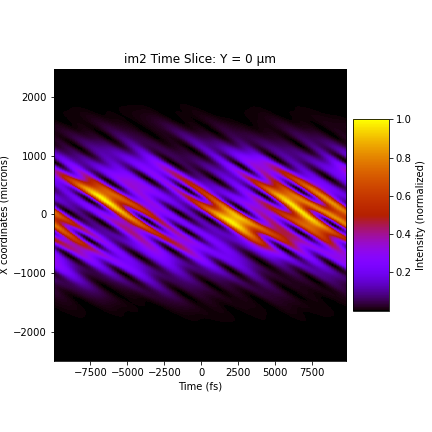 im2 Time Slice: Y = 0 μm
2000
1000
0
−1000
−2000
X coordinates (microns)
−7500 −5000 −2500 0 2500 5000 7500
Time (fs)
1.0
0.8
0.6
0.4
0.2
Intensity (normalized)